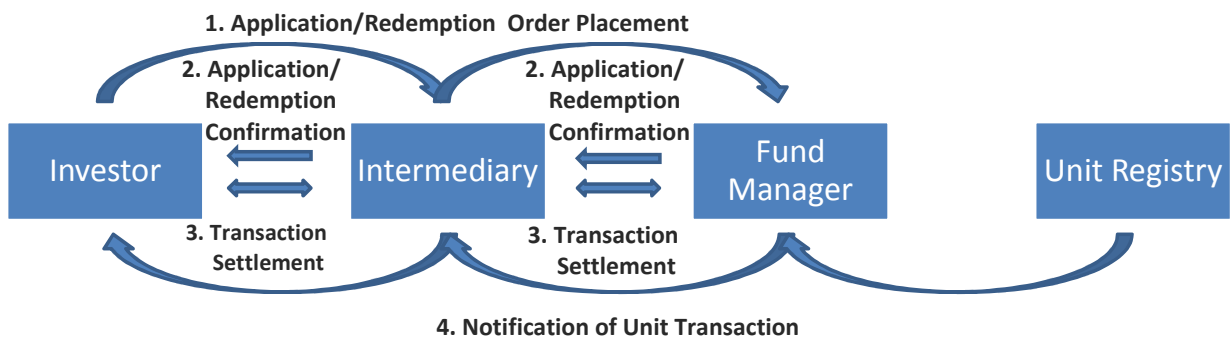 1. Application/Redemption Order Placement
2. Application/
Redemption
Confirmation
2. Application/
Redemption
Confirmation
Investor
Intermediary
Fund
Manager
Unit Registry
3. Transaction
Settlement
3. Transaction
Settlement
4. Notification of Unit Transaction